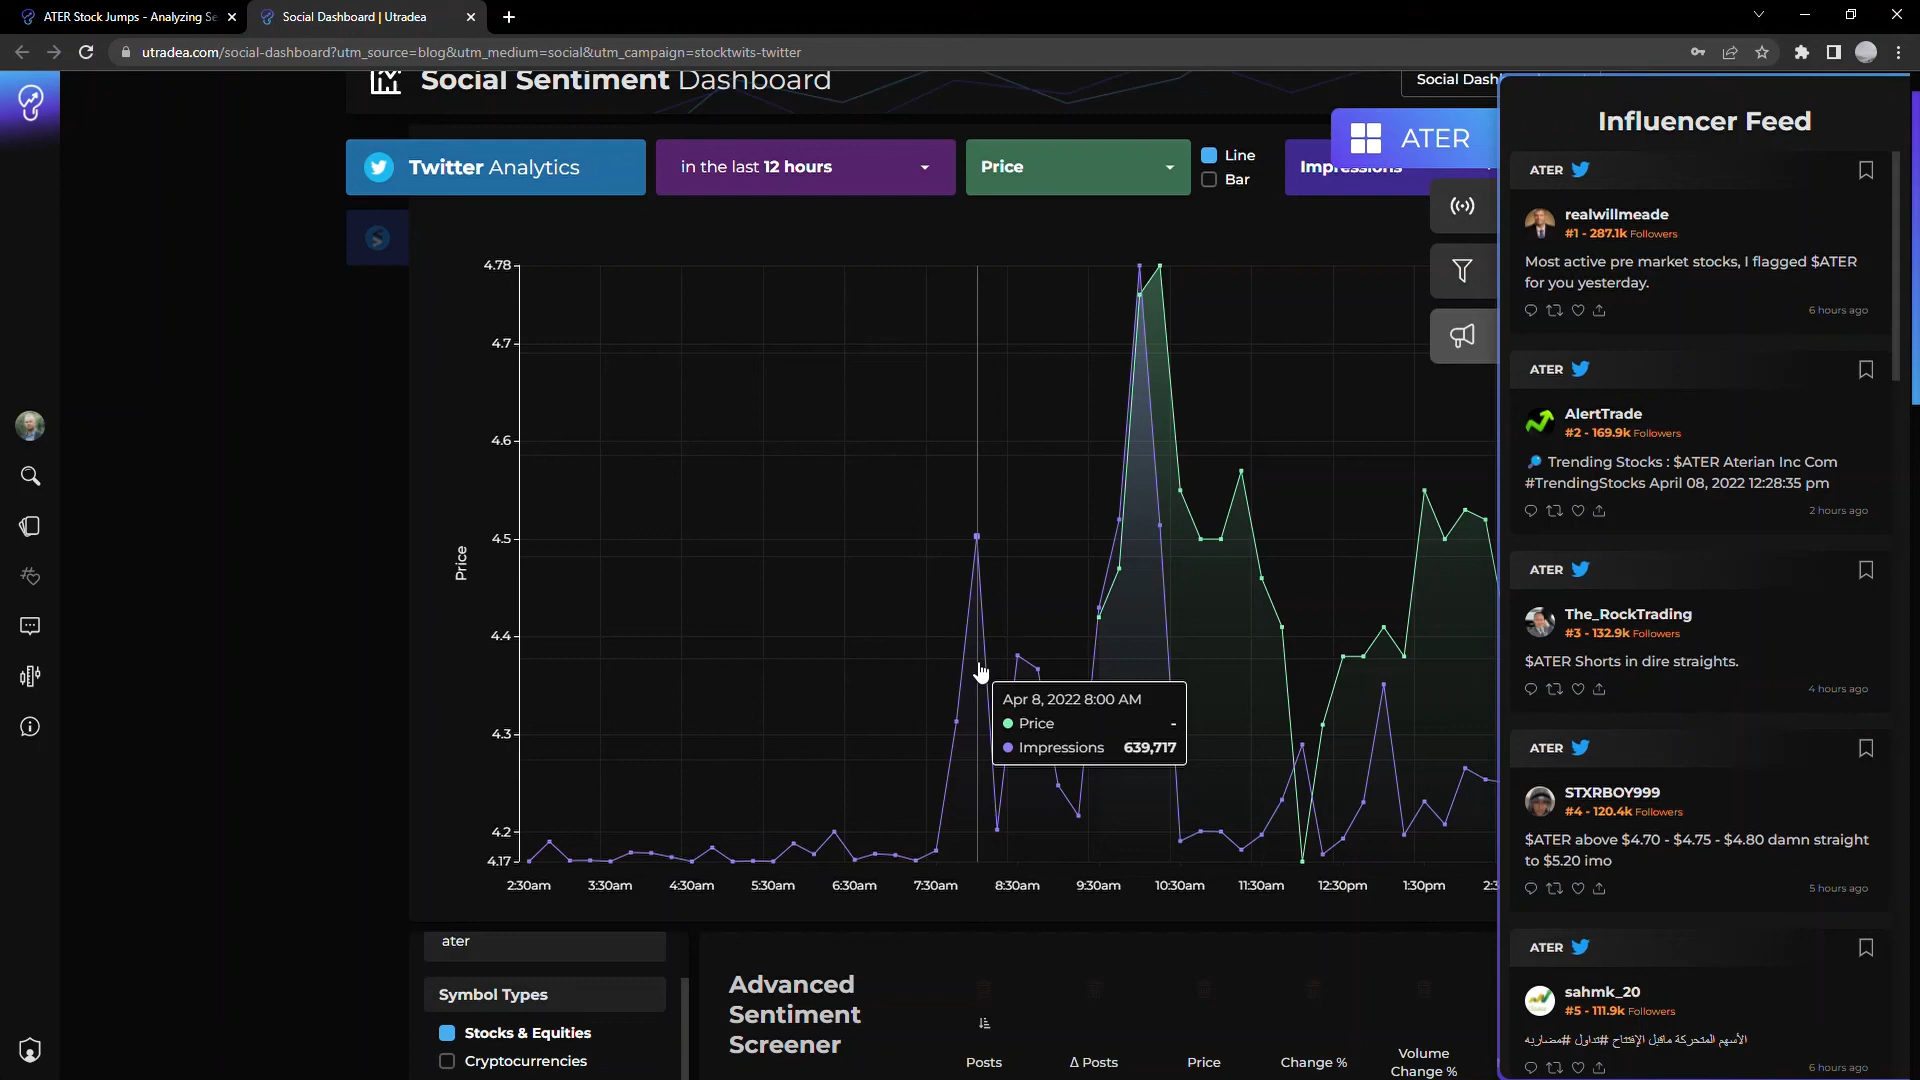 ATER Stock Jumps - Analyzing Se
Social Dashboard | Utradea
utradea.com/social-dashboard?utm_source=blog&utm_medium=social&utm_campaign=stocktwits-twitter
Social Sentiment Dashboard
Social Dash
Twitter Analytics
in the last 12 hours
Price
Line
Bar
Impressions
ATER
4.78
4.7
4.6
4.5
4.4
4.3
4.2
4.17
Price
2:30am 3:30am 4:30am 5:30am 6:30am 7:30am 8:30am 9:30am 10:30am 11:30am 12:30pm 1:30pm 2:3
Apr 8, 2022 8:00 AM
Price -
Impressions 639,717
ater
Symbol Types
Stocks & Equities
Cryptocurrencies
Advanced
Sentiment
Screener
Posts
Δ Posts
Price
Change %
Volume
Change %
Influencer Feed
ATER
realwillmeade
#1 - 287.1k Followers
Most active pre market stocks, I flagged $ATER
for you yesterday.
6 hours ago
ATER
AlertTrade
#2 - 169.9k Followers
🔎 Trending Stocks : $ATER Aterian Inc Com
#TrendingStocks April 08, 2022 12:28:35 pm
2 hours ago
ATER
The_RockTrading
#3 - 132.9k Followers
$ATER Shorts in dire straights.
4 hours ago
ATER
STXRBOY999
#4 - 120.4k Followers
$ATER above $4.70 - $4.75 - $4.80 damn straight
to $5.20 imo
5 hours ago
ATER
sahmk_20
#5 - 111.9k Followers
الأسهم المتحركة ماقبل الإفتتاح #تداول #مضاربه
6 hours ago